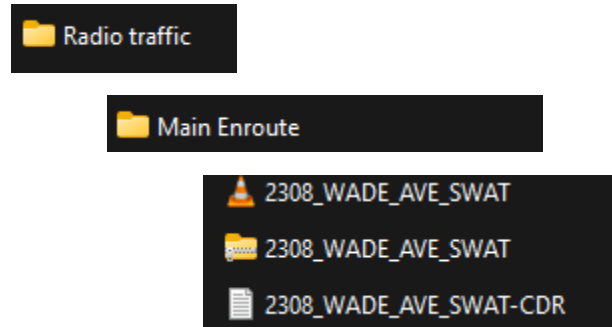 Radio traffic
Main Enroute
2308_WADE_AVE_SWAT
2308_WADE_AVE_SWAT
2308_WADE_AVE_SWAT-CDR